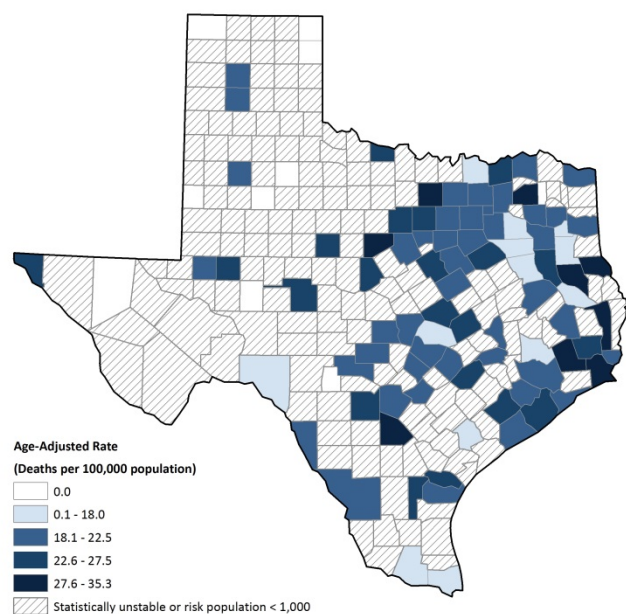 Age-Adjusted Rate
(Deaths per 100,000 population)
0.0
0.1 - 18.0
18.1 - 22.5
22.6 - 27.5
27.6 - 35.3
Statistically unstable or risk population < 1,000